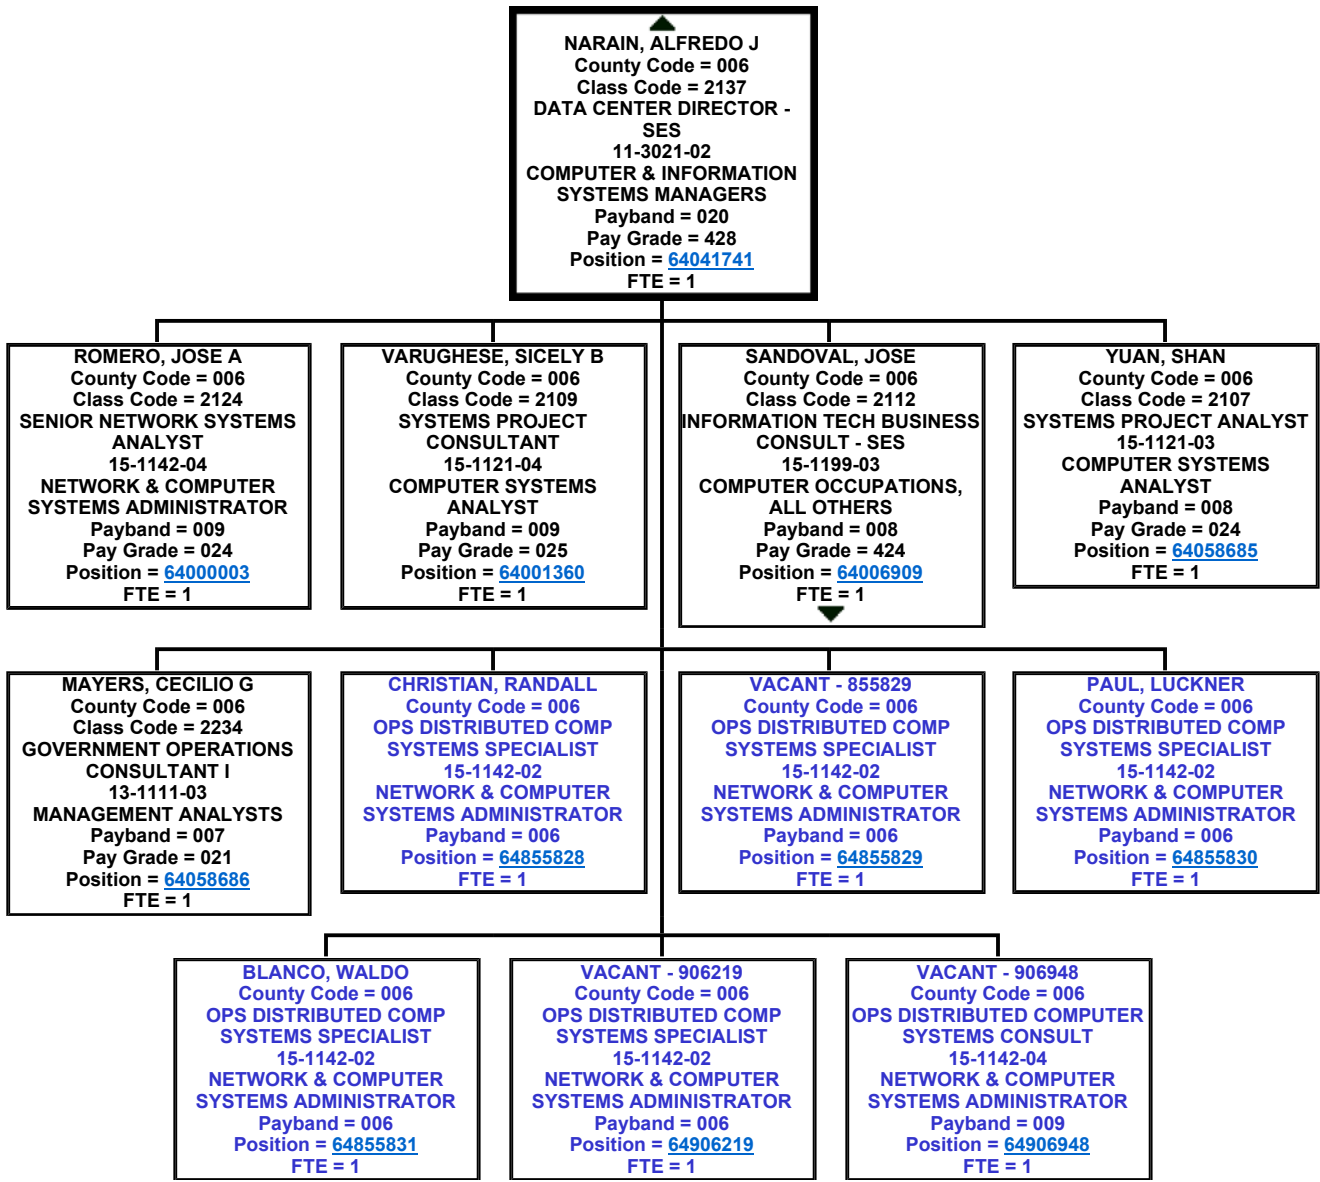 NARAIN, ALFREDO J
County Code = 006
Class Code = 2137
DATA CENTER DIRECTOR -
SES
11-3021-02
COMPUTER & INFORMATION
SYSTEMS MANAGERS
Payband = 020
Pay Grade = 428
Position = 64041741
FTE = 1
ROMERO, JOSE A
County Code = 006
Class Code = 2124
SENIOR NETWORK SYSTEMS
ANALYST
15-1142-04
NETWORK & COMPUTER
SYSTEMS ADMINISTRATOR
Payband = 009
Pay Grade = 024
Position = 64000003
FTE = 1
VARUGHESE, SICELY B
County Code = 006
Class Code = 2109
SYSTEMS PROJECT
CONSULTANT
15-1121-04
COMPUTER SYSTEMS
ANALYST
Payband = 009
Pay Grade = 025
Position = 64001360
FTE = 1
SANDOVAL, JOSE
County Code = 006
Class Code = 2112
INFORMATION TECH BUSINESS
CONSULT - SES
15-1199-03
COMPUTER OCCUPATIONS,
ALL OTHERS
Payband = 008
Pay Grade = 424
Position = 64006909
FTE = 1
YUAN, SHAN
County Code = 006
Class Code = 2107
SYSTEMS PROJECT ANALYST
15-1121-03
COMPUTER SYSTEMS
ANALYST
Payband = 008
Pay Grade = 024
Position = 64058685
FTE = 1
MAYERS, CECILIO G
County Code = 006
Class Code = 2234
GOVERNMENT OPERATIONS
CONSULTANT I
13-1111-03
MANAGEMENT ANALYSTS
Payband = 007
Pay Grade = 021
Position = 64058686
FTE = 1
CHRISTIAN, RANDALL
County Code = 006
OPS DISTRIBUTED COMP
SYSTEMS SPECIALIST
15-1142-02
NETWORK & COMPUTER
SYSTEMS ADMINISTRATOR
Payband = 006
Position = 64855828
FTE = 1
VACANT - 855829
County Code = 006
OPS DISTRIBUTED COMP
SYSTEMS SPECIALIST
15-1142-02
NETWORK & COMPUTER
SYSTEMS ADMINISTRATOR
Payband = 006
Position = 64855829
FTE = 1
PAUL, LUCKNER
County Code = 006
OPS DISTRIBUTED COMP
SYSTEMS SPECIALIST
15-1142-02
NETWORK & COMPUTER
SYSTEMS ADMINISTRATOR
Payband = 006
Position = 64855830
FTE = 1
BLANCO, WALDO
County Code = 006
OPS DISTRIBUTED COMP
SYSTEMS SPECIALIST
15-1142-02
NETWORK & COMPUTER
SYSTEMS ADMINISTRATOR
Payband = 006
Position = 64855831
FTE = 1
VACANT - 906219
County Code = 006
OPS DISTRIBUTED COMP
SYSTEMS SPECIALIST
15-1142-02
NETWORK & COMPUTER
SYSTEMS ADMINISTRATOR
Payband = 006
Position = 64906219
FTE = 1
VACANT - 906948
County Code = 006
OPS DISTRIBUTED COMPUTER
SYSTEMS CONSULT
15-1142-04
NETWORK & COMPUTER
SYSTEMS ADMINISTRATOR
Payband = 009
Position = 64906948
FTE = 1